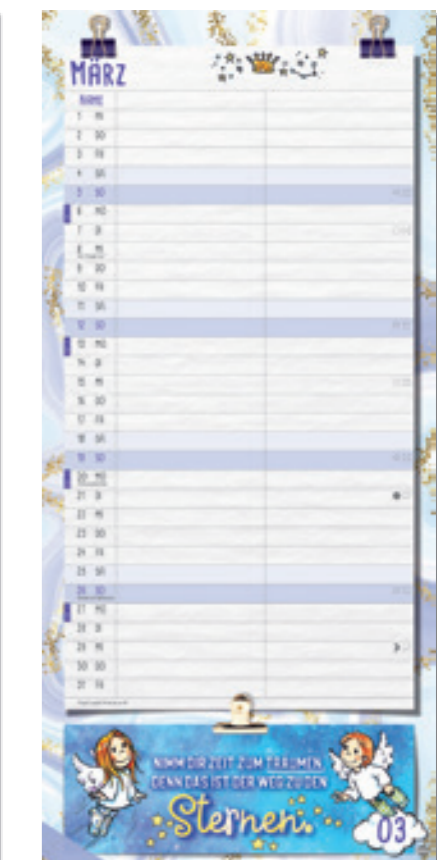 MÄRZ
NAME
1 MI
2 DO
3 FR
4 SA
5 SO
6 MO
7 DI
8 MI
9 DO
10 FR
11 SA
12 SO
13 MO
14 DI
15 MI
16 DO
17 FR
18 SA
19 SO
20 MO
21 DI
22 MI
23 DO
24 FR
25 SA
26 SO
27 MO
28 DI
29 MI
30 DO
31 FR
NIMM DIR ZEIT ZUM TRÄUMEN,
DENN DAS IST DER WEG ZU DEN
Sternen.
03